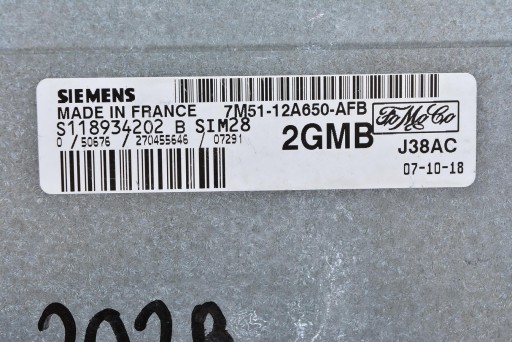 SIEMENS
MADE IN FRANCE 7M51-12A650-AFB
FoMoCo
S118934202 B SIM28
2GMB
J38AC
0 / 50676 / 270455646 / 07291
07-10-18